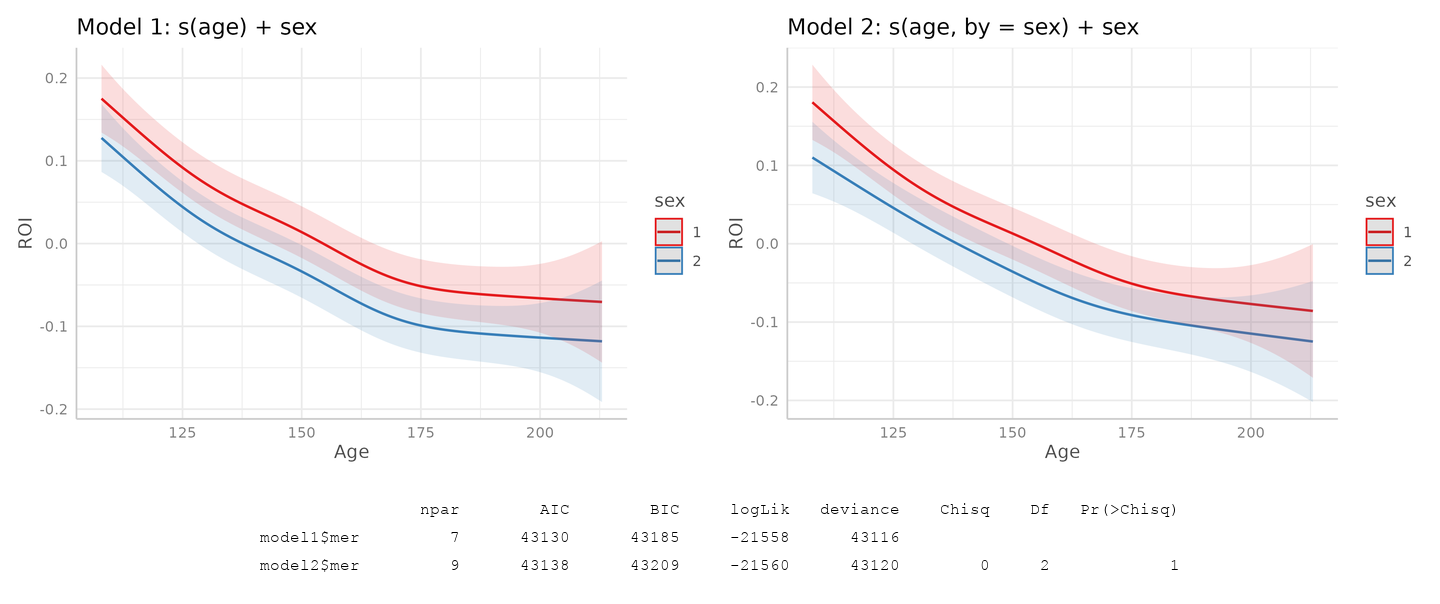 Model 1: s(age) + sex
0.2
0.1
0.0
-0.1
-0.2
ROI
125 150 175 200
Age
sex
1
2
Model 2: s(age, by = sex) + sex
0.2
0.1
0.0
-0.1
-0.2
ROI
125 150 175 200
Age
sex
1
2
npar AIC BIC logLik deviance Chisq Df Pr(>Chisq)
model1$mer 7 43130 43185 -21558 43116
model2$mer 9 43138 43209 -21560 43120 0 2 1